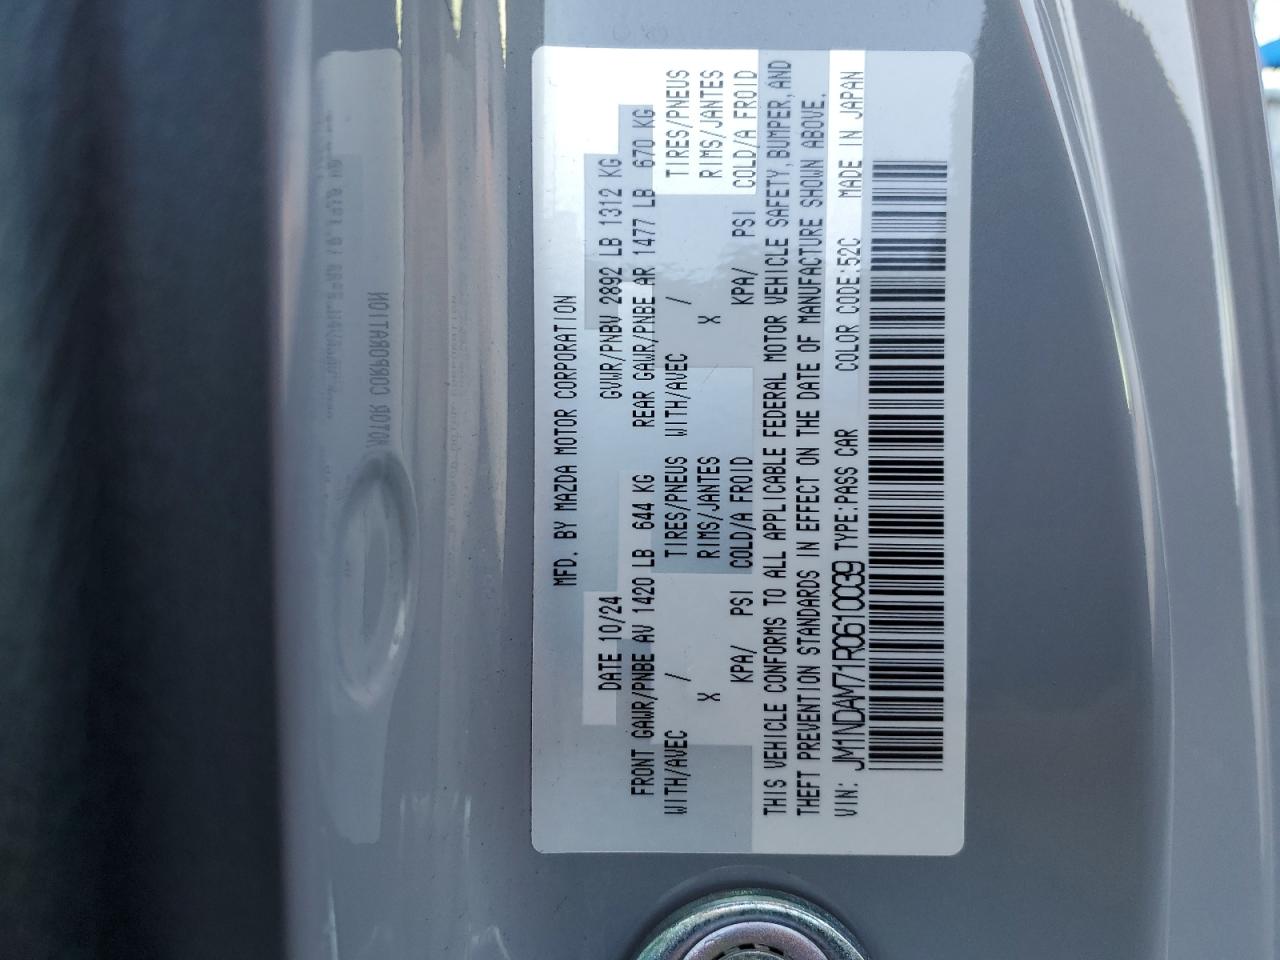 MFD. BY MAZDA MOTOR CORPORATION
DATE 10/24 GVWR/PNBV 2892 LB 1312 KG
FRONT GAWR/PNBE AV 1420 LB 644 KG REAR GAWR/PNBE AR 1477 LB 670 KG
WITH/AVEC / TIRES/PNEUS WITH/AVEC / TIRES/PNEUS
X RIMS/JANTES X RIMS/JANTES
KPA/ PSI COLD/A FROID KPA/ PSI COLD/A FROID
THIS VEHICLE CONFORMS TO ALL APPLICABLE FEDERAL MOTOR VEHICLE SAFETY, BUMPER, AND
THEFT PREVENTION STANDARDS IN EFFECT ON THE DATE OF MANUFACTURE SHOWN ABOVE.
VIN: JM1NDAM71R0610039 TYPE:PASS CAR COLOR CODE:52C MADE IN JAPAN
MOTOR CORPORATION